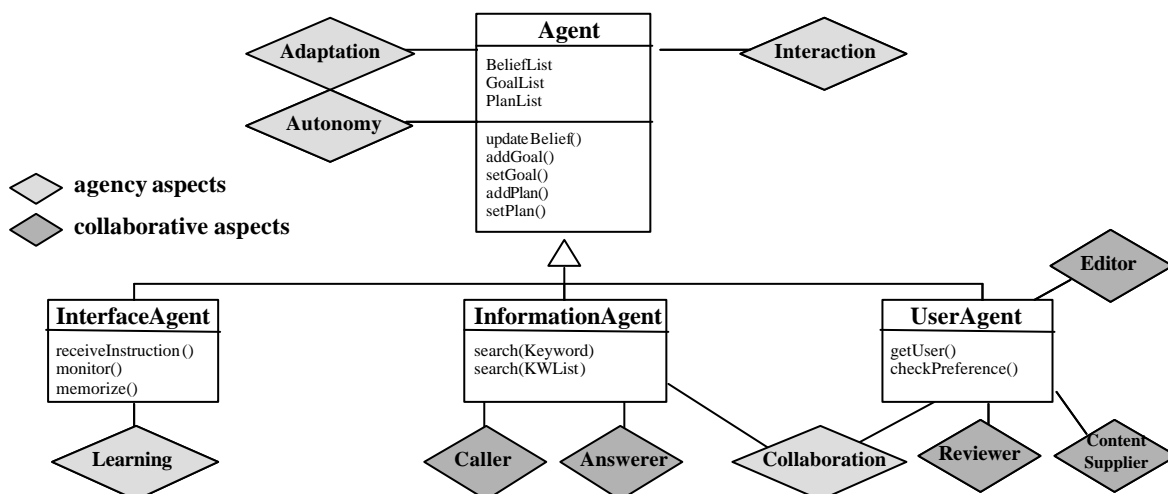 Agent
Adaptation
Interaction
BeliefList
GoalList
PlanList
Autonomy
updateBelief()
addGoal()
setGoal()
addPlan()
setPlan()
agency aspects
collaborative aspects
Editor
InterfaceAgent
InformationAgent
UserAgent
receiveInstruction()
monitor()
memorize()
search(Keyword)
search(KWList)
getUser()
checkPreference()
Learning
Caller
Answerer
Collaboration
Reviewer
Content
Supplier